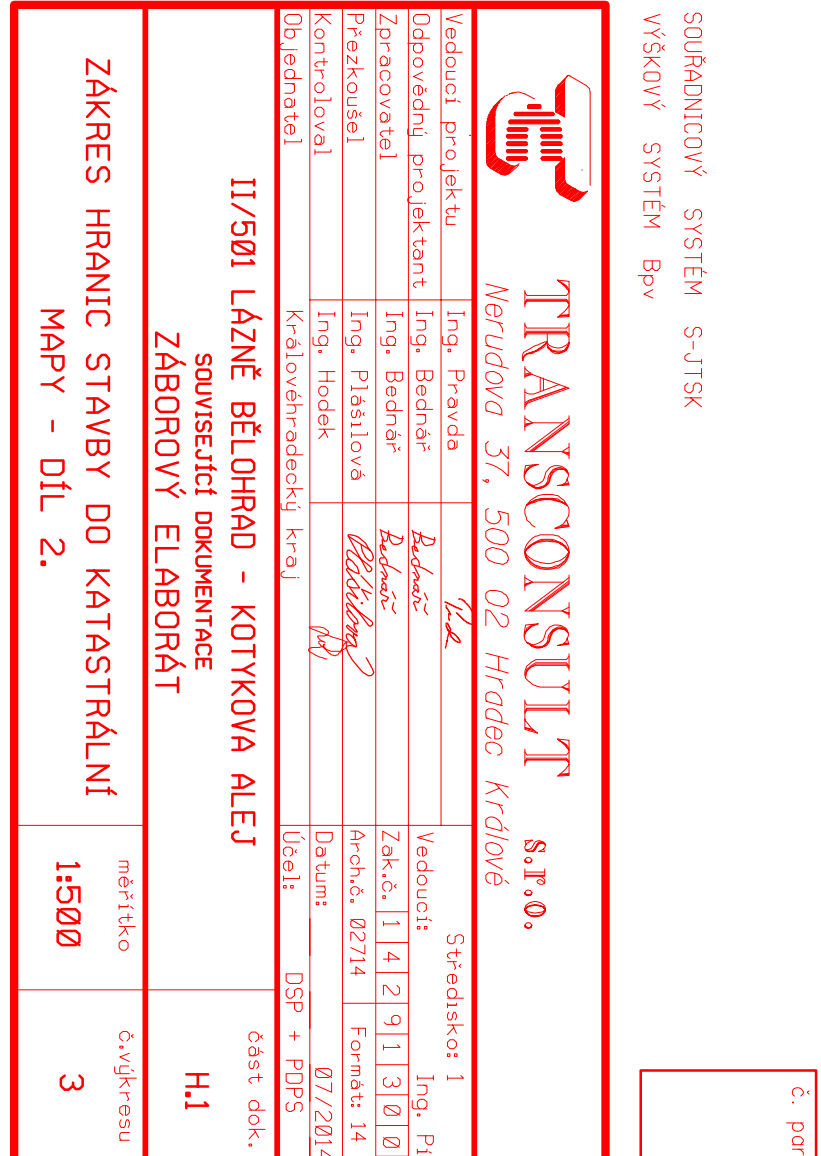 SOUŘADNICOVÝ SYSTÉM S-JTSK
VÝŠKOVÝ SYSTÉM Bpv
č. par
TRANSCONSULT s.r.o.
Nerudova 37, 500 02 Hradec Králové
Vedoucí projektu Ing. Pravda Středisko: 1
Odpovědný projektant Ing. Bednář Bednář Vedoucí: Ing. Pí
Zpracovatel Ing. Bednář Bednář Zak.č. 1 4 2 9 1 3 0 0
Přezkoušel Ing. Plášilová Plášilová Arch.č. 02714 Formát: 14
Kontroloval Ing. Hodek Datum: 07/2014
Objednatel Královéhradecký kraj Účel: DSP + PDPS
II/501 LÁZNĚ BĚLOHRAD - KOTYKOVA ALEJ
SOUVISEJÍCÍ DOKUMENTACE
ZÁBOROVÝ ELABORÁT
část dok.
H.1
ZÁKRES HRANIC STAVBY DO KATASTRÁLNÍ
MAPY - DÍL 2.
měřítko
1:500
č.výkresu
3